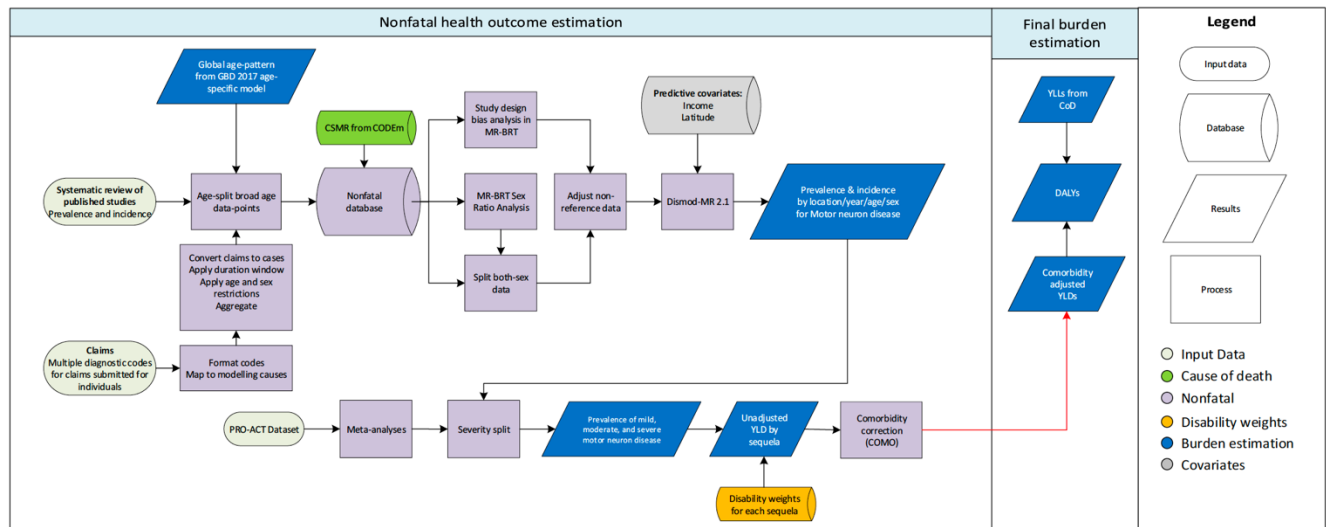 Nonfatal health outcome estimation
Final burden
estimation
Legend
Global age-pattern
from GBD 2017 age-
specific model
CSMR from CODEm
Study design
bias analysis in
MR-BRT
Predictive covariates:
Income
Latitude
YLLs from
CoD
Input data
Database
Systematic review of
published studies
Prevalence and incidence
Age-split broad age
data-points
Nonfatal
database
MR-BRT Sex
Ratio Analysis
Adjust non-
reference data
Dismod-MR 2.1
Prevalence & incidence
by location/year/age/sex
for Motor neuron disease
DALYs
Results
Convert claims to cases
Apply duration window
Apply age and sex
restrictions
Aggregate
Split both-sex
data
Comorbidity
adjusted
YLDs
Process
Claims
Multiple diagnostic codes
for claims submitted for
individuals
Format codes
Map to modelling causes
Input Data
Cause of death
Nonfatal
Disability weights
Burden estimation
Covariates
PRO-ACT Dataset
Meta-analyses
Severity split
Prevalence of mild,
moderate, and severe
motor neuron disease
Unadjusted
YLD by
sequela
Comorbidity
correction
(COMO)
Disability weights
for each sequela